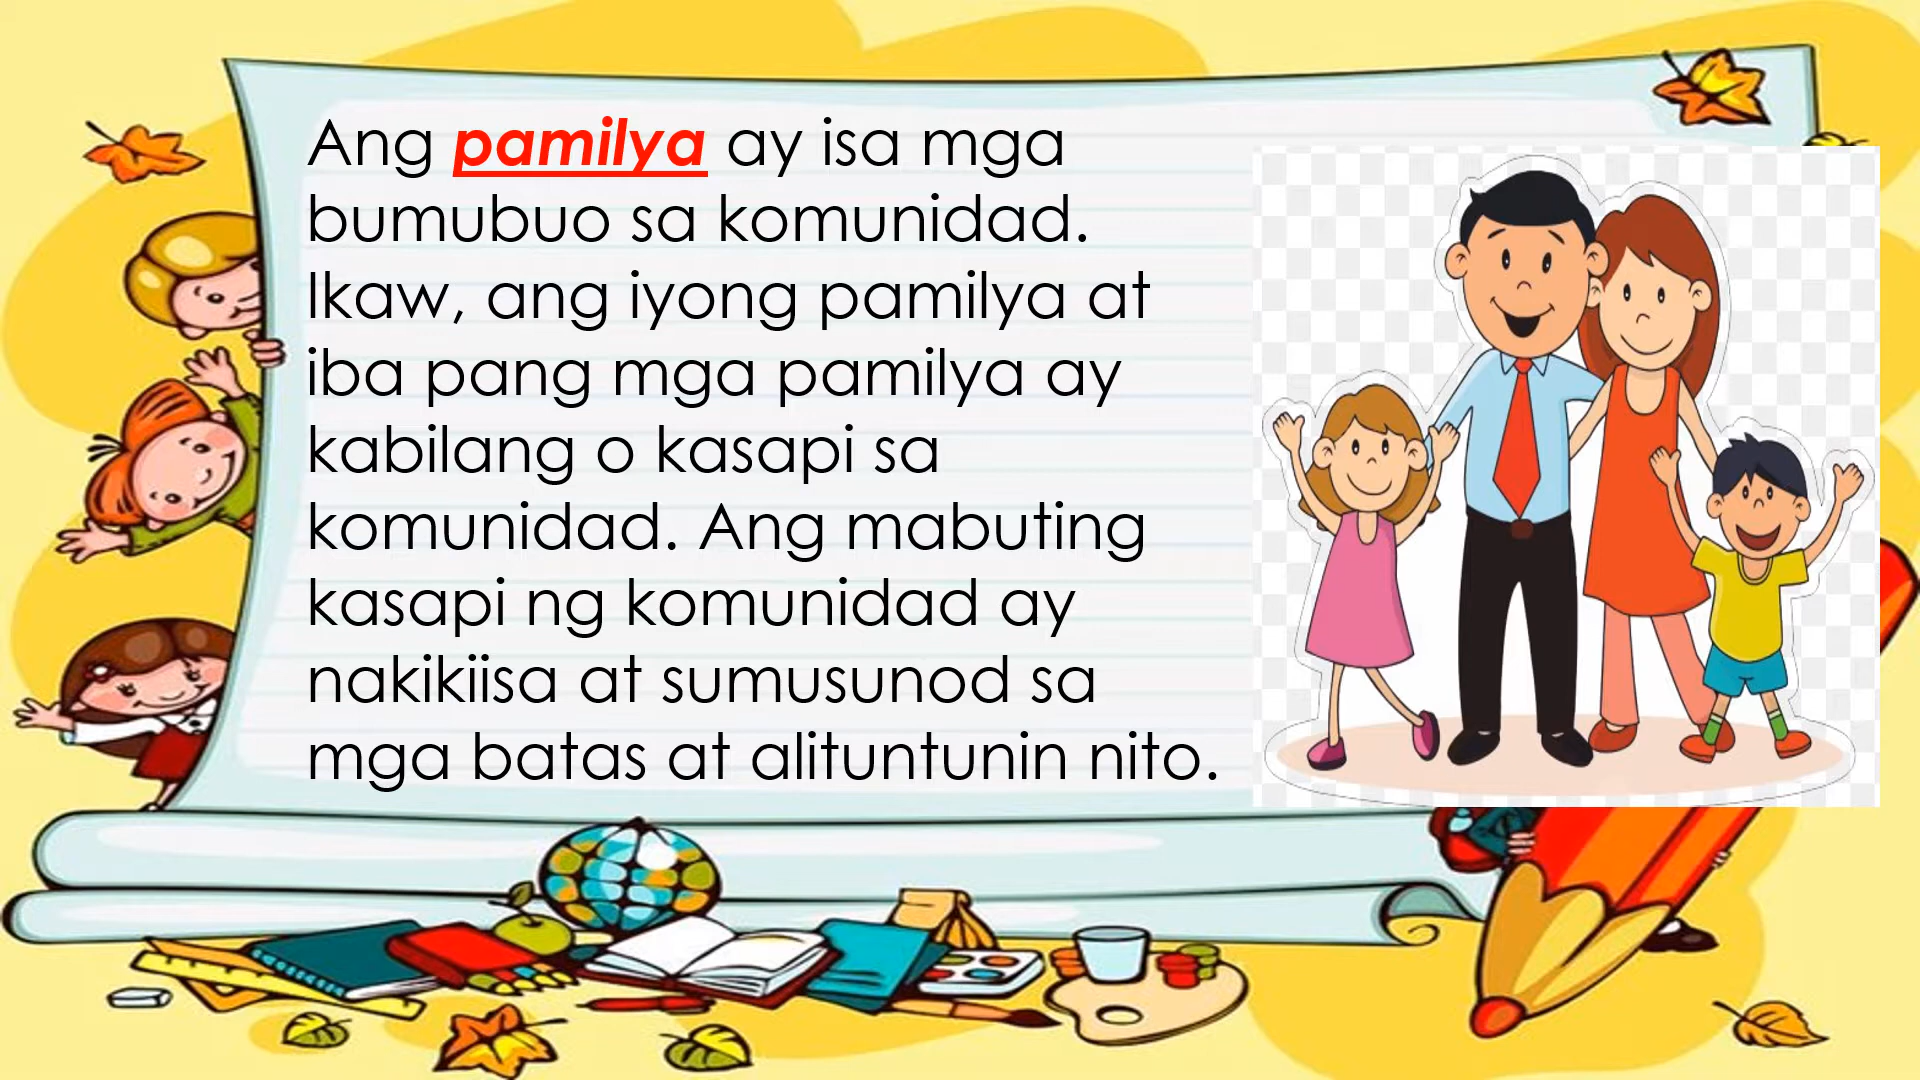 Ang pamilya ay isa mga
bumubuo sa komunidad.
Ikaw, ang iyong pamilya at
iba pang mga pamilya ay
kabilang o kasapi sa
komunidad. Ang mabuting
kasapi ng komunidad ay
nakikiisa at sumusunod sa
mga batas at alituntunin nito.